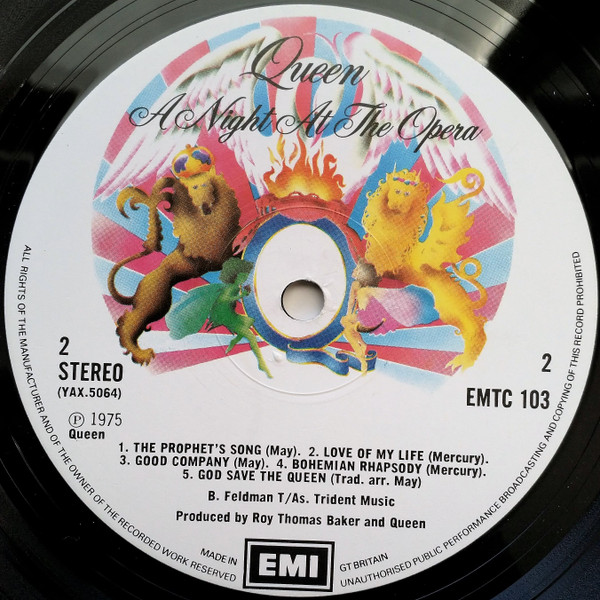 Queen
A Night At The Opera
2
STEREO
(YAX.5064)
2
EMTC 103
Ⓟ 1975
Queen
1. THE PROPHET'S SONG (May). 2. LOVE OF MY LIFE (Mercury).
3. GOOD COMPANY (May). 4. BOHEMIAN RHAPSODY (Mercury).
5. GOD SAVE THE QUEEN (Trad. arr. May)
B. Feldman T/As. Trident Music
Produced by Roy Thomas Baker and Queen
MADE IN
EMI
GT BRITAIN
ALL RIGHTS OF THE MANUFACTURER AND OF THE OWNER OF THE RECORDED WORK RESERVED
UNAUTHORISED PUBLIC PERFORMANCE BROADCASTING AND COPYING OF THIS RECORD PROHIBITED